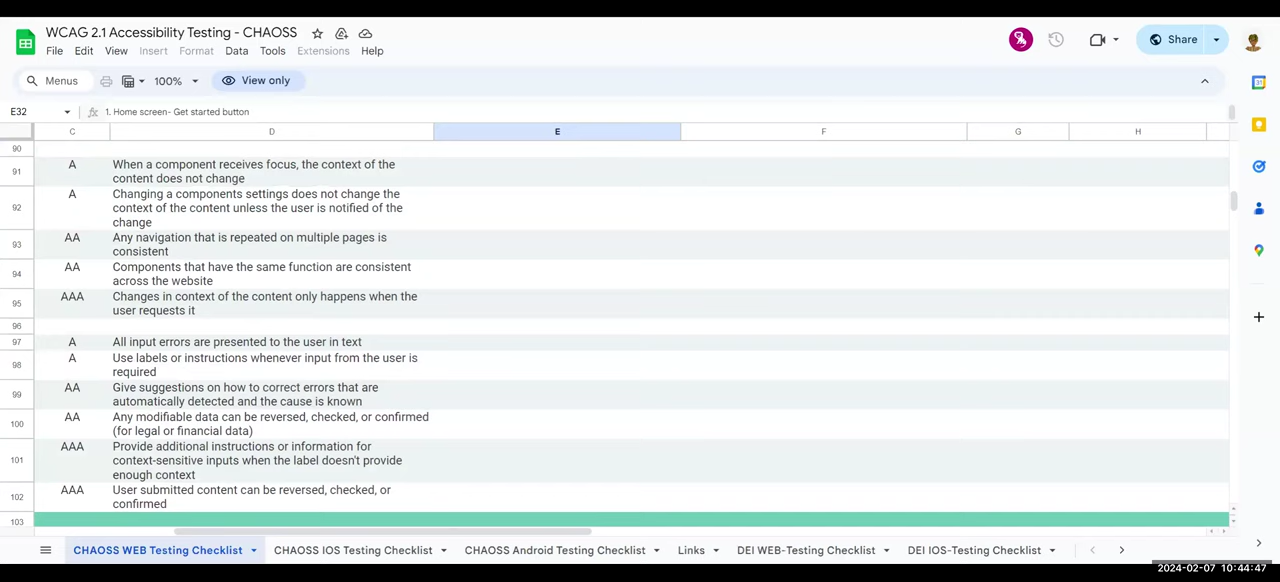 WCAG 2.1 Accessibility Testing - CHAOSS
File Edit View Insert Format Data Tools Extensions Help
Share
Menus 100% View only
E32 fx 1. Home screen- Get started button
C D E F G H
90
91 A When a component receives focus, the context of the
content does not change
92 A Changing a components settings does not change the
context of the content unless the user is notified of the
change
93 AA Any navigation that is repeated on multiple pages is
consistent
94 AA Components that have the same function are consistent
across the website
95 AAA Changes in context of the content only happens when the
user requests it
96
97 A All input errors are presented to the user in text
98 A Use labels or instructions whenever input from the user is
required
99 AA Give suggestions on how to correct errors that are
automatically detected and the cause is known
100 AA Any modifiable data can be reversed, checked, or confirmed
(for legal or financial data)
101 AAA Provide additional instructions or information for
context-sensitive inputs when the label doesn't provide
enough context
102 AAA User submitted content can be reversed, checked, or
confirmed
103
CHAOSS WEB Testing Checklist CHAOSS IOS Testing Checklist CHAOSS Android Testing Checklist Links DEI WEB-Testing Checklist DEI IOS-Testing Checklist
2024-02-07 10:44:47